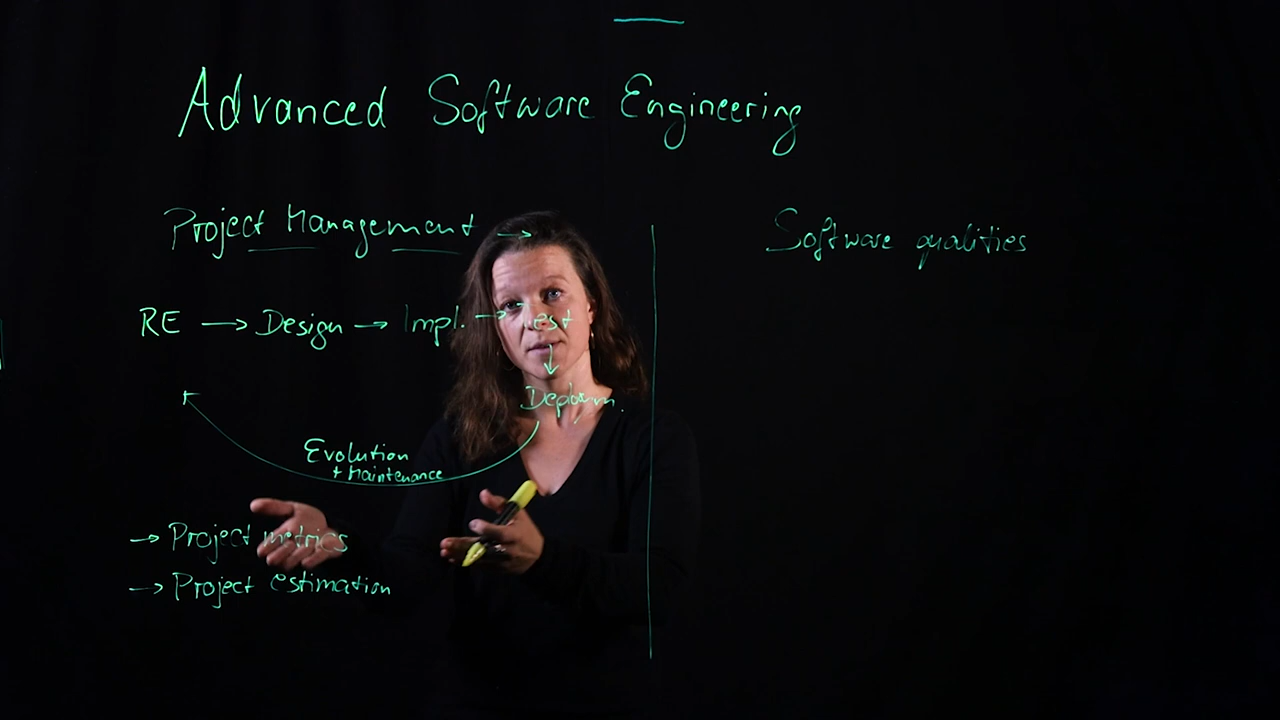 Advanced Software Engineering
Project Management →
RE → Design → Impl. → Test
↓
Deploym.
Evolution
+ Maintenance
→ Project metrics
→ Project estimation
Software qualities